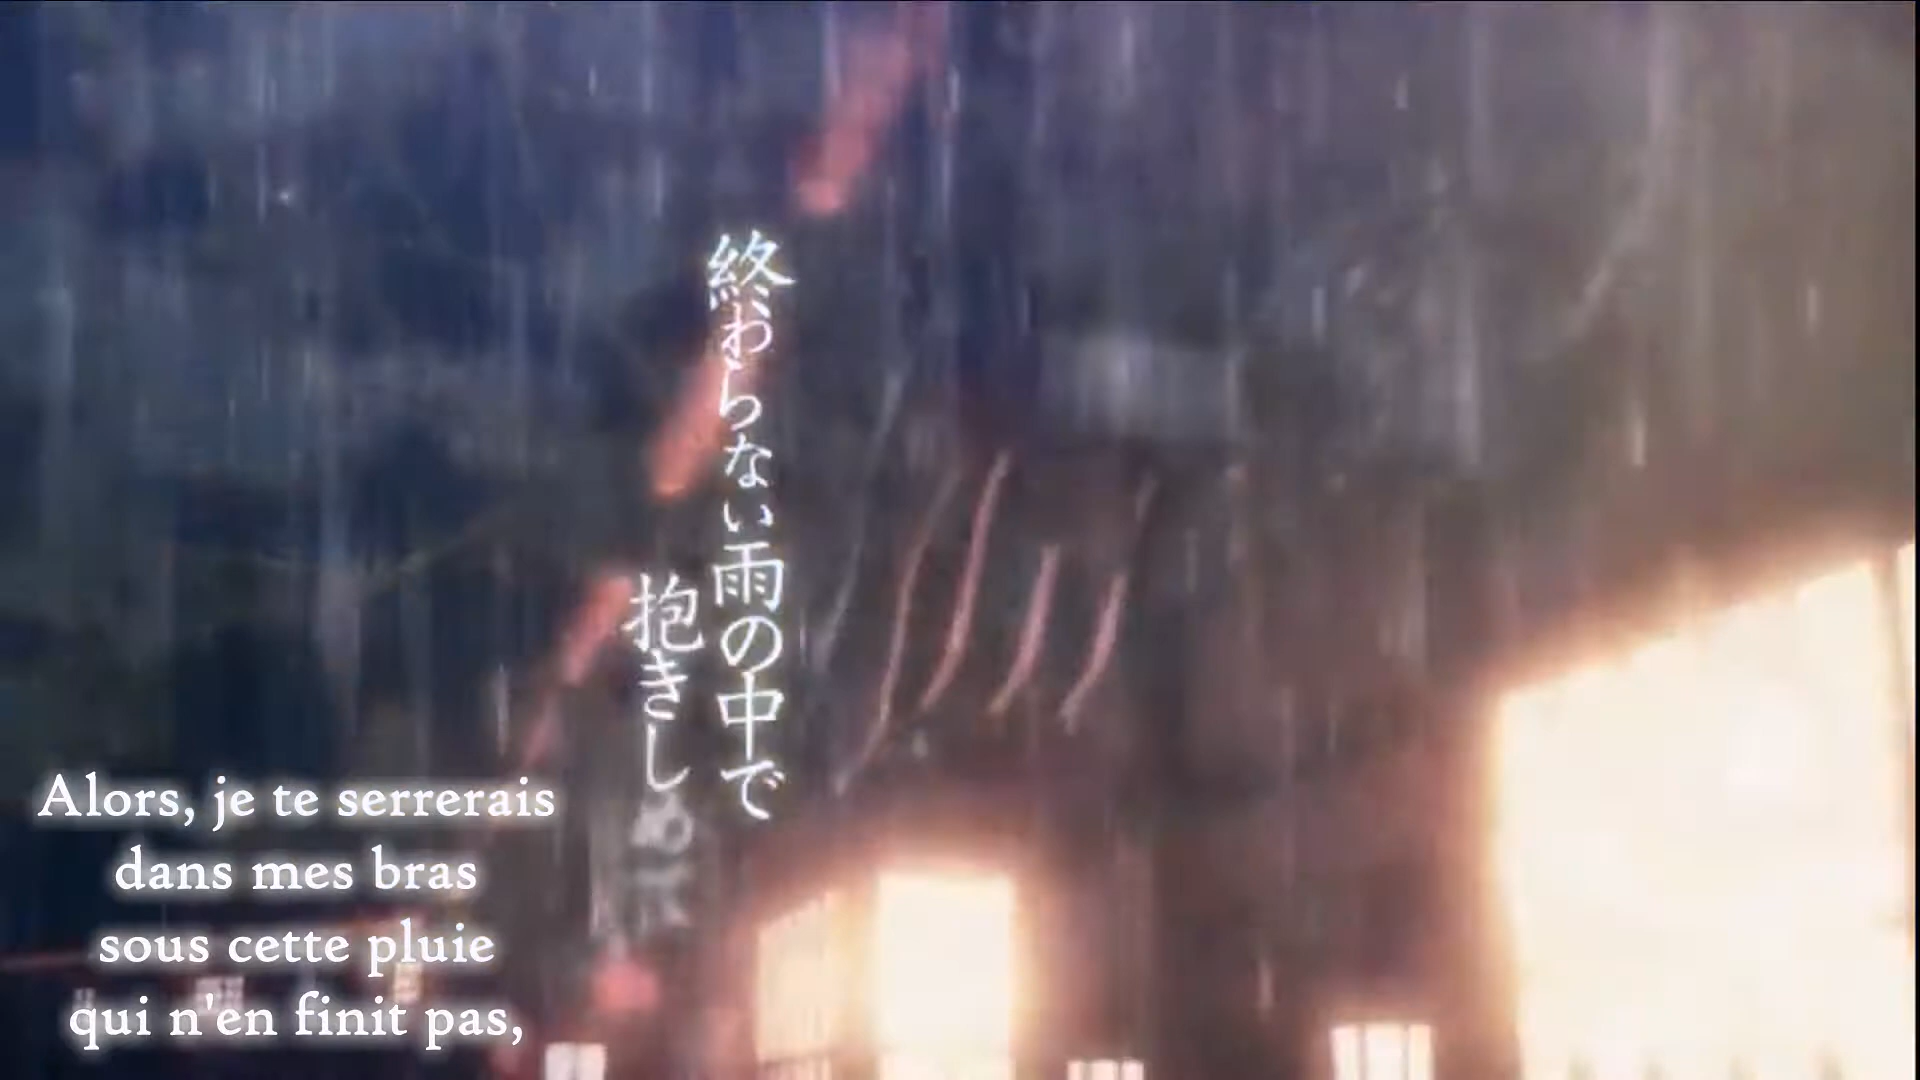 終わらない雨の中で
抱きしめ
Alors, je te serrerais
dans mes bras
sous cette pluie
qui n'en finit pas,